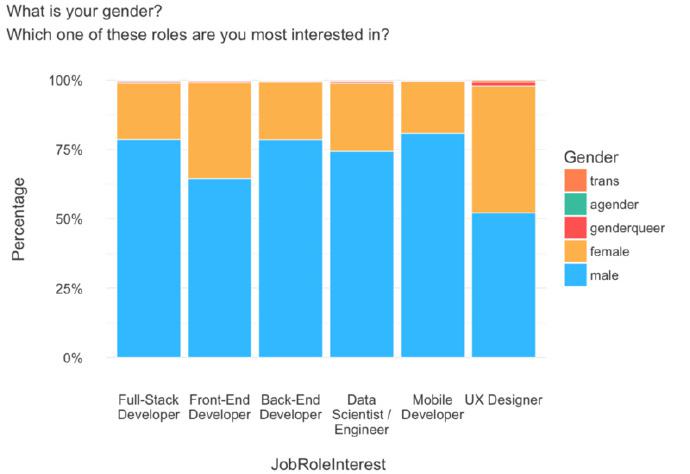 What is your gender?
Which one of these roles are you most interested in?
100%
75%
50%
25%
0%
Percentage
Full-Stack Developer
Front-End Developer
Back-End Developer
Data Scientist / Engineer
Mobile Developer
UX Designer
JobRoleInterest
Gender
trans
agender
genderqueer
female
male